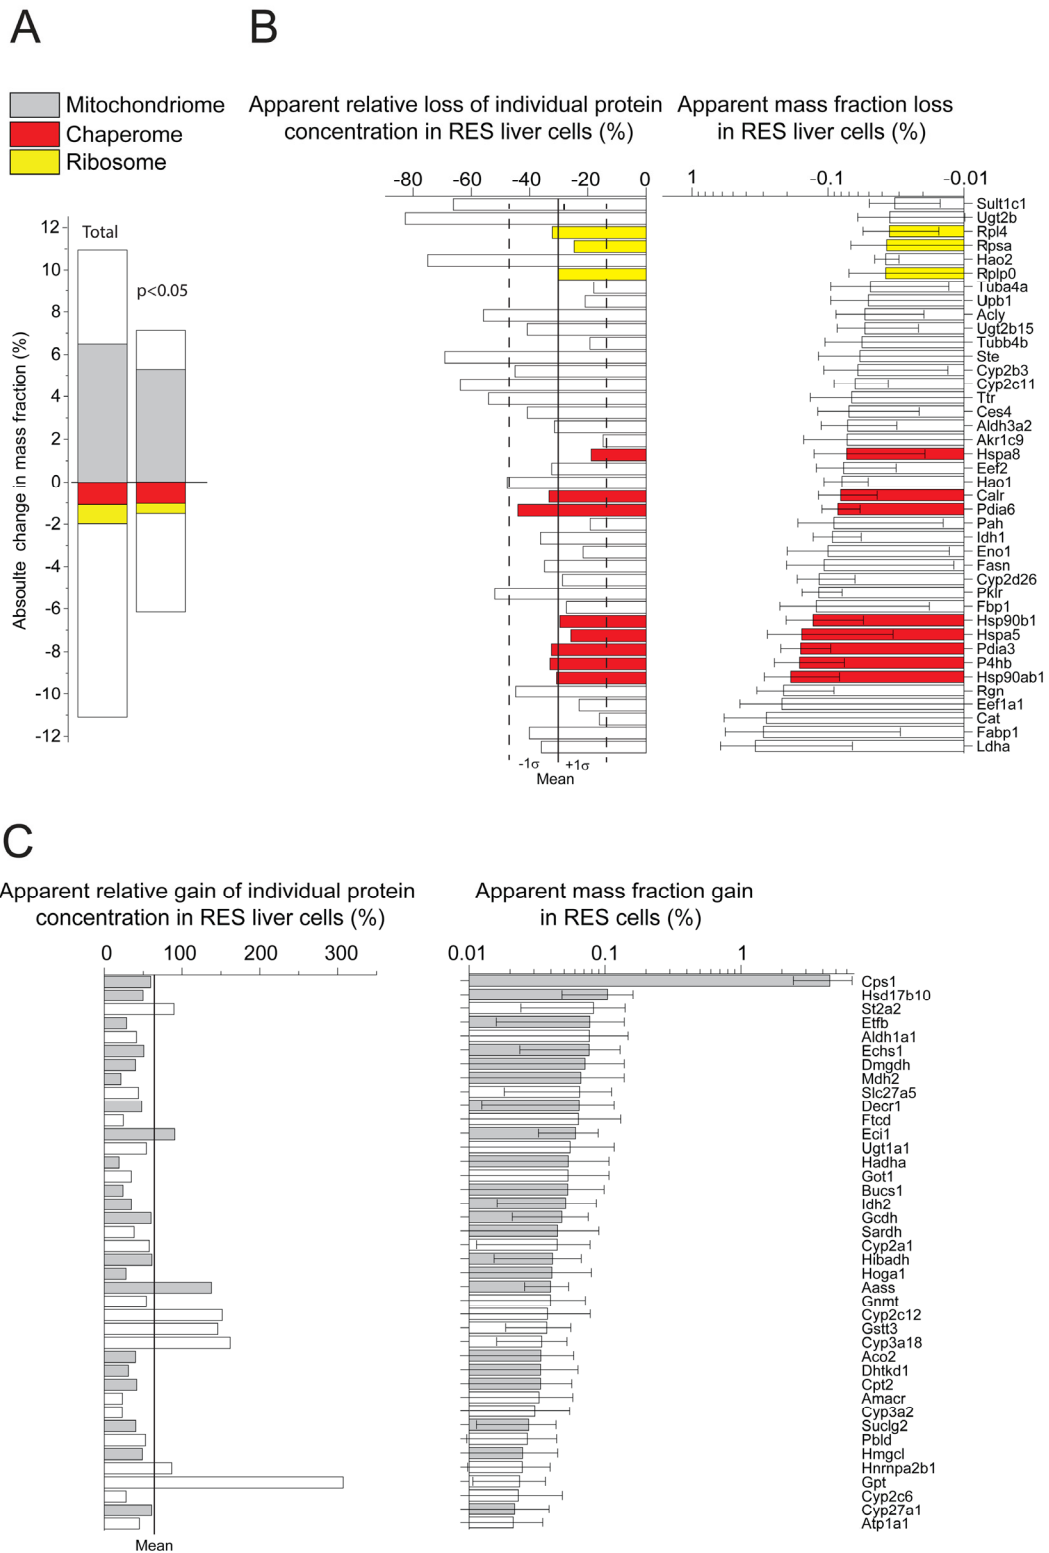 A
B
Mitochondriome
Chaperome
Ribosome
Apparent relative loss of individual protein
concentration in RES liver cells (%)
Apparent mass fraction loss
in RES liver cells (%)
-80 -60 -40 -20 0
1 -0.1 -0.01
Absoulte change in mass fraction (%)
12
10
8
6
4
2
0
-2
-4
-6
-8
-10
-12
Total
p<0.05
-1σ +1σ
Mean
Sult1c1
Ugt2b
Rpl4
Rpsa
Hao2
Rplp0
Tuba4a
Upb1
Acly
Ugt2b15
Tubb4b
Ste
Cyp2b3
Cyp2c11
Ttr
Ces4
Aldh3a2
Akr1c9
Hspa8
Eef2
Hao1
Calr
Pdia6
Pah
Idh1
Eno1
Fasn
Cyp2d26
Pklr
Fbp1
Hsp90b1
Hspa5
Pdia3
P4hb
Hsp90ab1
Rgn
Eef1a1
Cat
Fabp1
Ldha
C
Apparent relative gain of individual protein
concentration in RES liver cells (%)
Apparent mass fraction gain
in RES cells (%)
0 100 200 300
0.01 0.1 1
Cps1
Hsd17b10
St2a2
Etfb
Aldh1a1
Echs1
Dmgdh
Mdh2
Slc27a5
Decr1
Ftcd
Eci1
Ugt1a1
Hadha
Got1
Bucs1
Idh2
Gcdh
Sardh
Cyp2a1
Hibadh
Hoga1
Aass
Gnmt
Cyp2c12
Gstt3
Cyp3a18
Aco2
Dhtkd1
Cpt2
Amacr
Cyp3a2
Suclg2
Pbld
Hmgcl
Hnrnpa2b1
Gpt
Cyp2c6
Cyp27a1
Atp1a1
Mean